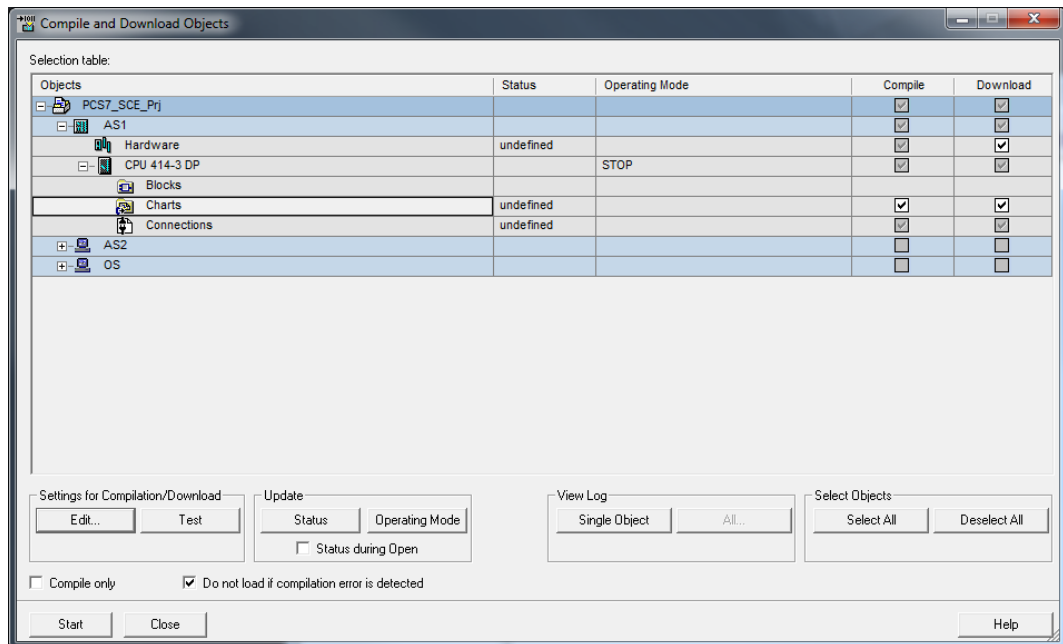 Compile and Download Objects
Selection table:
Objects Status Operating Mode Compile Download
PCS7_SCE_Prj
AS1
Hardware undefined
CPU 414-3 DP STOP
Blocks
Charts undefined
Connections undefined
AS2
OS
Settings for Compilation/Download Update View Log Select Objects
Edit... Test Status Operating Mode Single Object All... Select All Deselect All
Status during Open
Compile only Do not load if compilation error is detected
Start Close Help